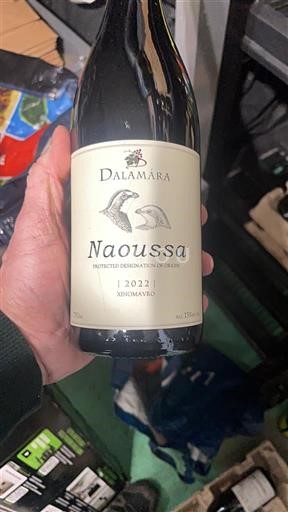 DALAMÁRA
Naoussa
PROTECTED DESIGNATION OF ORIGIN
| 2022 |
XINOMAVRO